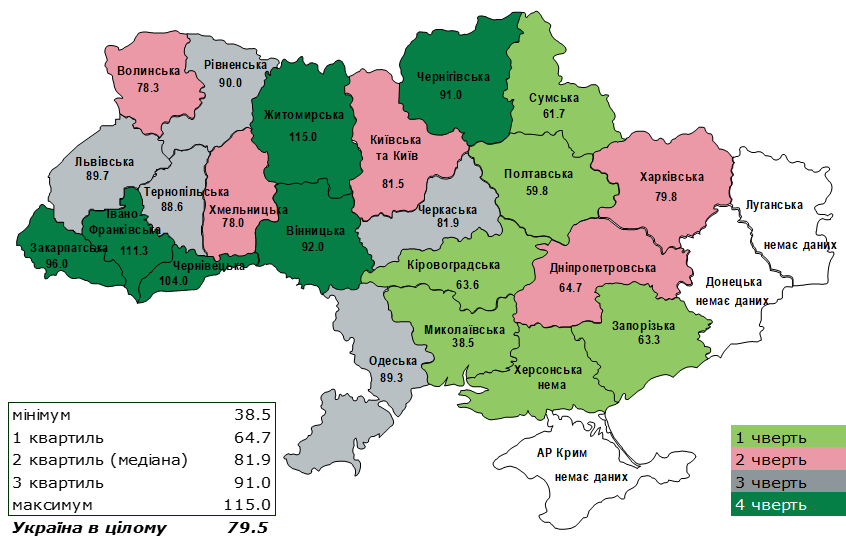 Волинська
78.3
Рівненська
90.0
Житомирська
115.0
Чернігівська
91.0
Сумська
61.7
Київська
та Київ
81.5
Львівська
89.7
Тернопільська
88.6
Хмельницька
78.0
Полтавська
59.8
Харківська
79.8
Луганська
немає даних
Івано
Франківська
111.3
Закарпатська
96.0
Чернівецька
104.0
Вінницька
92.0
Черкаська
81.9
Кіровоградська
63.6
Дніпропетровська
64.7
Донецька
немає даних
Миколаївська
38.5
Запорізька
63.3
Одеська
89.3
Херсонська
нема
АР Крим
немає даних
мінімум 38.5
1 квартиль 64.7
2 квартиль (медіана) 81.9
3 квартиль 91.0
максимум 115.0
Україна в цілому 79.5
1 чверть
2 чверть
3 чверть
4 чверть